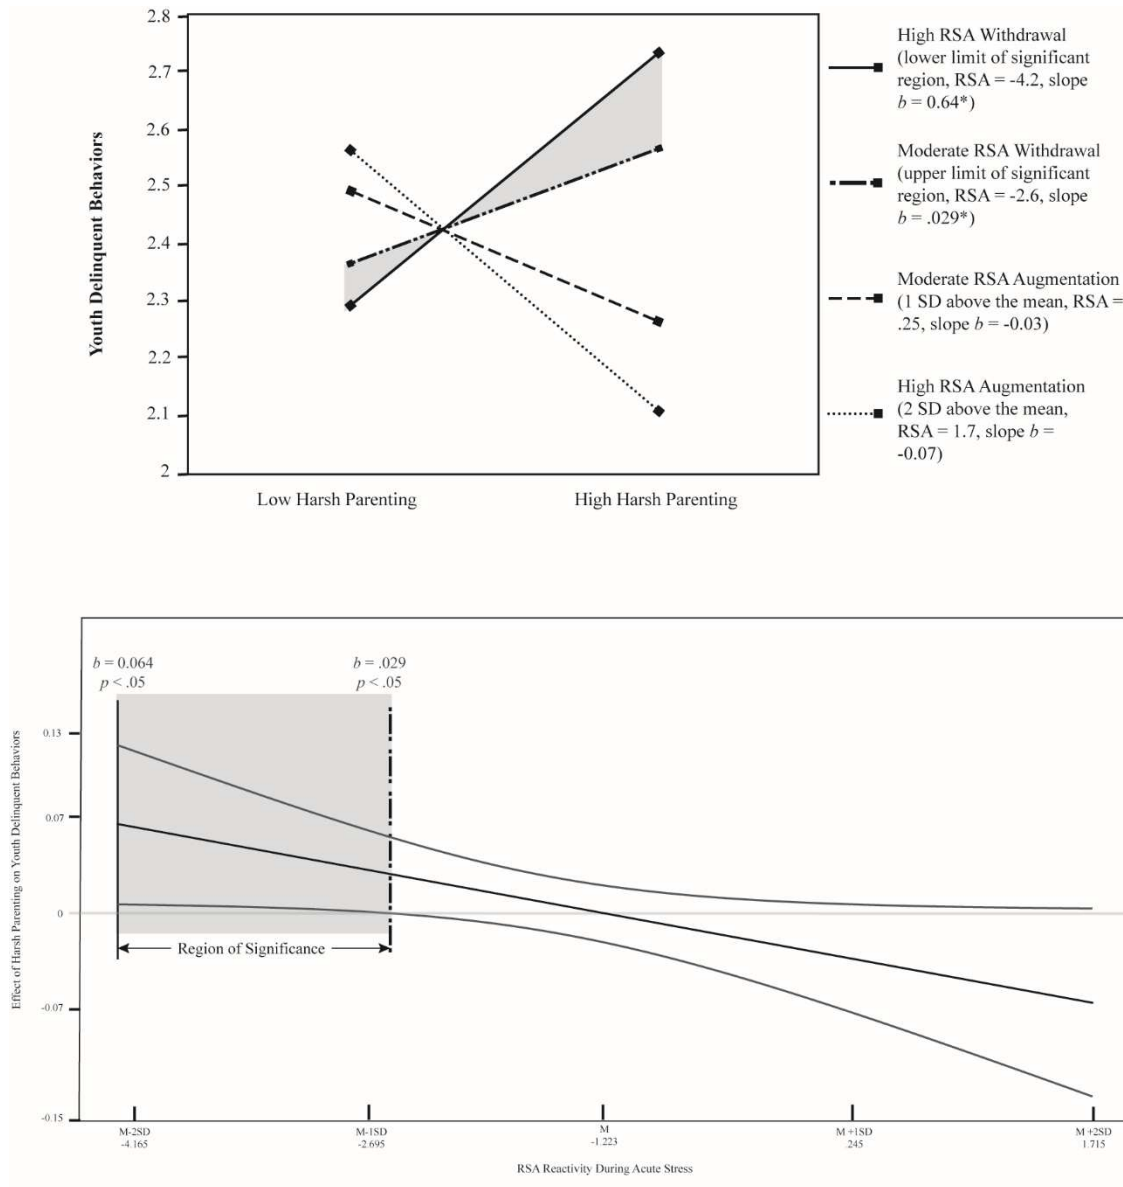 2.8
2.7
2.6
2.5
2.4
2.3
2.2
2.1
2
Youth Delinquent Behaviors
Low Harsh Parenting
High Harsh Parenting
High RSA Withdrawal
(lower limit of significant
region, RSA = -4.2, slope
b = 0.64*)
Moderate RSA Withdrawal
(upper limit of significant
region, RSA = -2.6, slope
b = .029*)
Moderate RSA Augmentation
(1 SD above the mean, RSA =
.25, slope b = -0.03)
High RSA Augmentation
(2 SD above the mean,
RSA = 1.7, slope b =
-0.07)
b = 0.064
p < .05
b = .029
p < .05
0.13
0.07
0
-0.07
-0.15
Effect of Harsh Parenting on Youth Delinquent Behaviors
Region of Significance
M-2SD
-4.165
M-1SD
-2.695
M
-1.223
M +1SD
.245
M +2SD
1.715
RSA Reactivity During Acute Stress